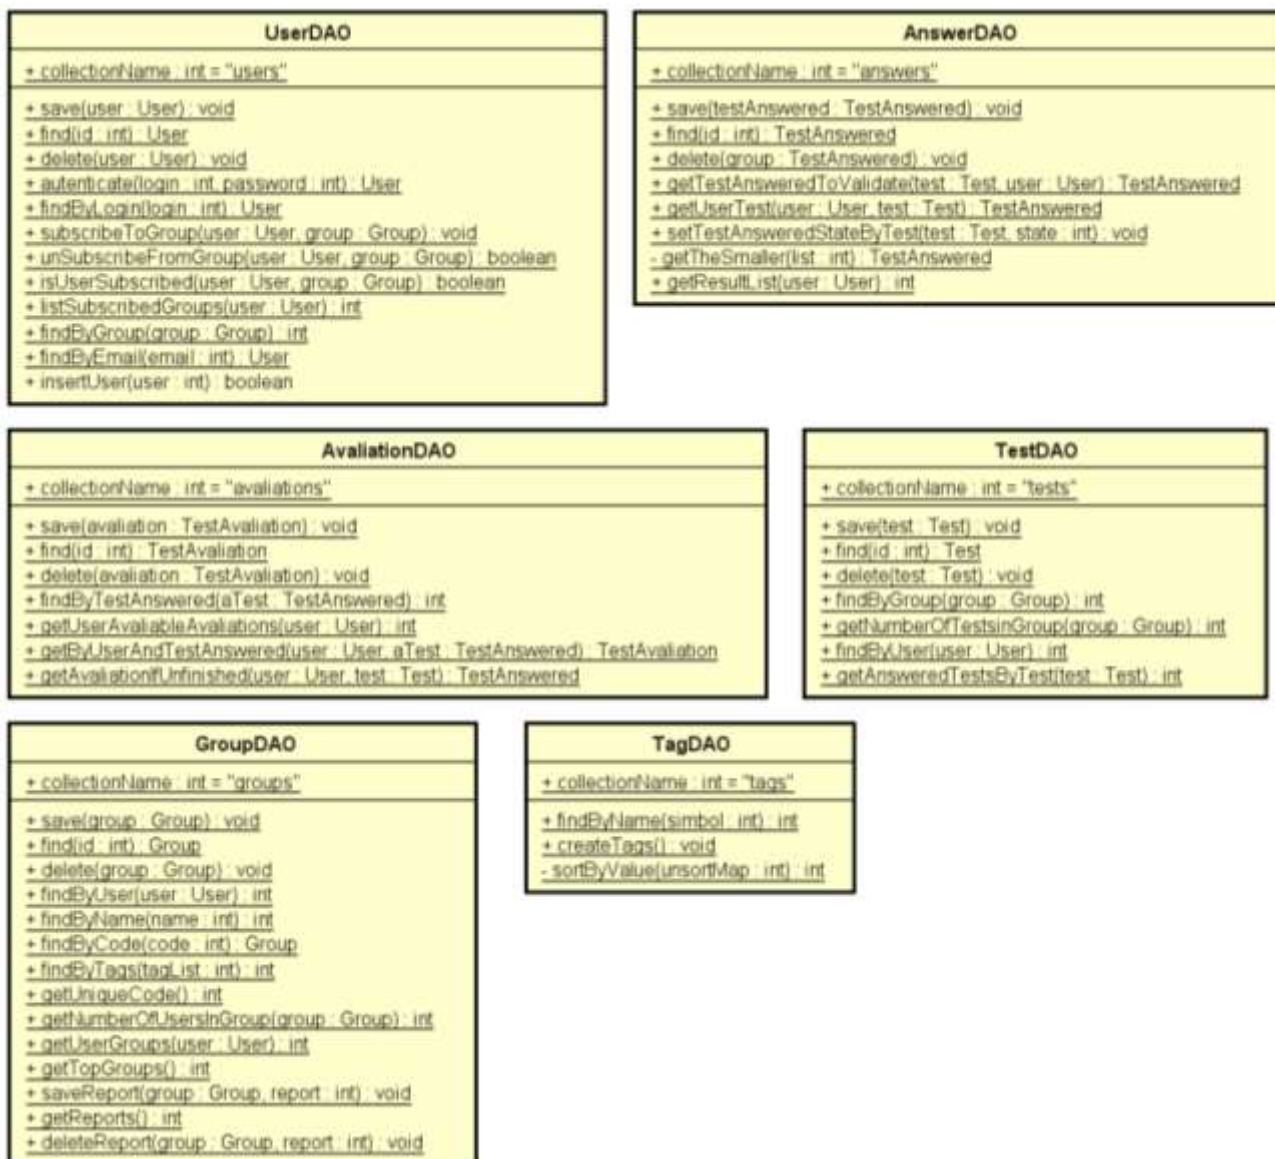 UserDAO
+ collectionName : int = "users"
+ save(user : User) : void
+ find(id : int) : User
+ delete(user : User) : void
+ autenticate(login : int, password : int) : User
+ findByLogin(login : int) : User
+ subscribeToGroup(user : User, group : Group) : void
+ unSubscribeFromGroup(user : User, group : Group) : boolean
+ isUserSubscribed(user : User, group : Group) : boolean
+ listSubscribedGroups(user : User) : int
+ findByGroup(group : Group) : int
+ findByEmail(email : int) : User
+ insertUser(user : int) : boolean
AnswerDAO
+ collectionName : int = "answers"
+ save(testAnswered : TestAnswered) : void
+ find(id : int) : TestAnswered
+ delete(group : TestAnswered) : void
+ getTestAnsweredToValidate(test : Test, user : User) : TestAnswered
+ getUserTest(user : User, test : Test) : TestAnswered
+ setTestAnsweredStateByTest(test : Test, state : int) : void
- getTheSmaller(list : int) : TestAnswered
+ getResultList(user : User) : int
AvaliationDAO
+ collectionName : int = "avaliations"
+ save(avaliation : TestAvaliation) : void
+ find(id : int) : TestAvaliation
+ delete(avaliation : TestAvaliation) : void
+ findByTestAnswered(aTest : TestAnswered) : int
+ getUserAvaliableAvaliations(user : User) : int
+ getByUserAndTestAnswered(user : User, aTest : TestAnswered) : TestAvaliation
+ getAvaliationIfUnfinished(user : User, test : Test) : TestAnswered
TestDAO
+ collectionName : int = "tests"
+ save(test : Test) : void
+ find(id : int) : Test
+ delete(test : Test) : void
+ findByGroup(group : Group) : int
+ getNumberOfTestsinGroup(group : Group) : int
+ findByUser(user : User) : int
+ getAnsweredTestsByTest(test : Test) : int
GroupDAO
+ collectionName : int = "groups"
+ save(group : Group) : void
+ find(id : int) : Group
+ delete(group : Group) : void
+ findByUser(user : User) : int
+ findByName(name : int) : int
+ findByCode(code : int) : Group
+ findByTags(tagList : int) : int
+ getUniqueCode() : int
+ getNumberOfUsersInGroup(group : Group) : int
+ getUserGroups(user : User) : int
+ getTopGroups() : int
+ saveReport(group : Group, report : int) : void
+ getReports() : int
+ deleteReport(group : Group, report : int) : void
TagDAO
+ collectionName : int = "tags"
+ findByName(simbol : int) : int
+ createTags() : void
- sortByValue(unsortMap : int) : int